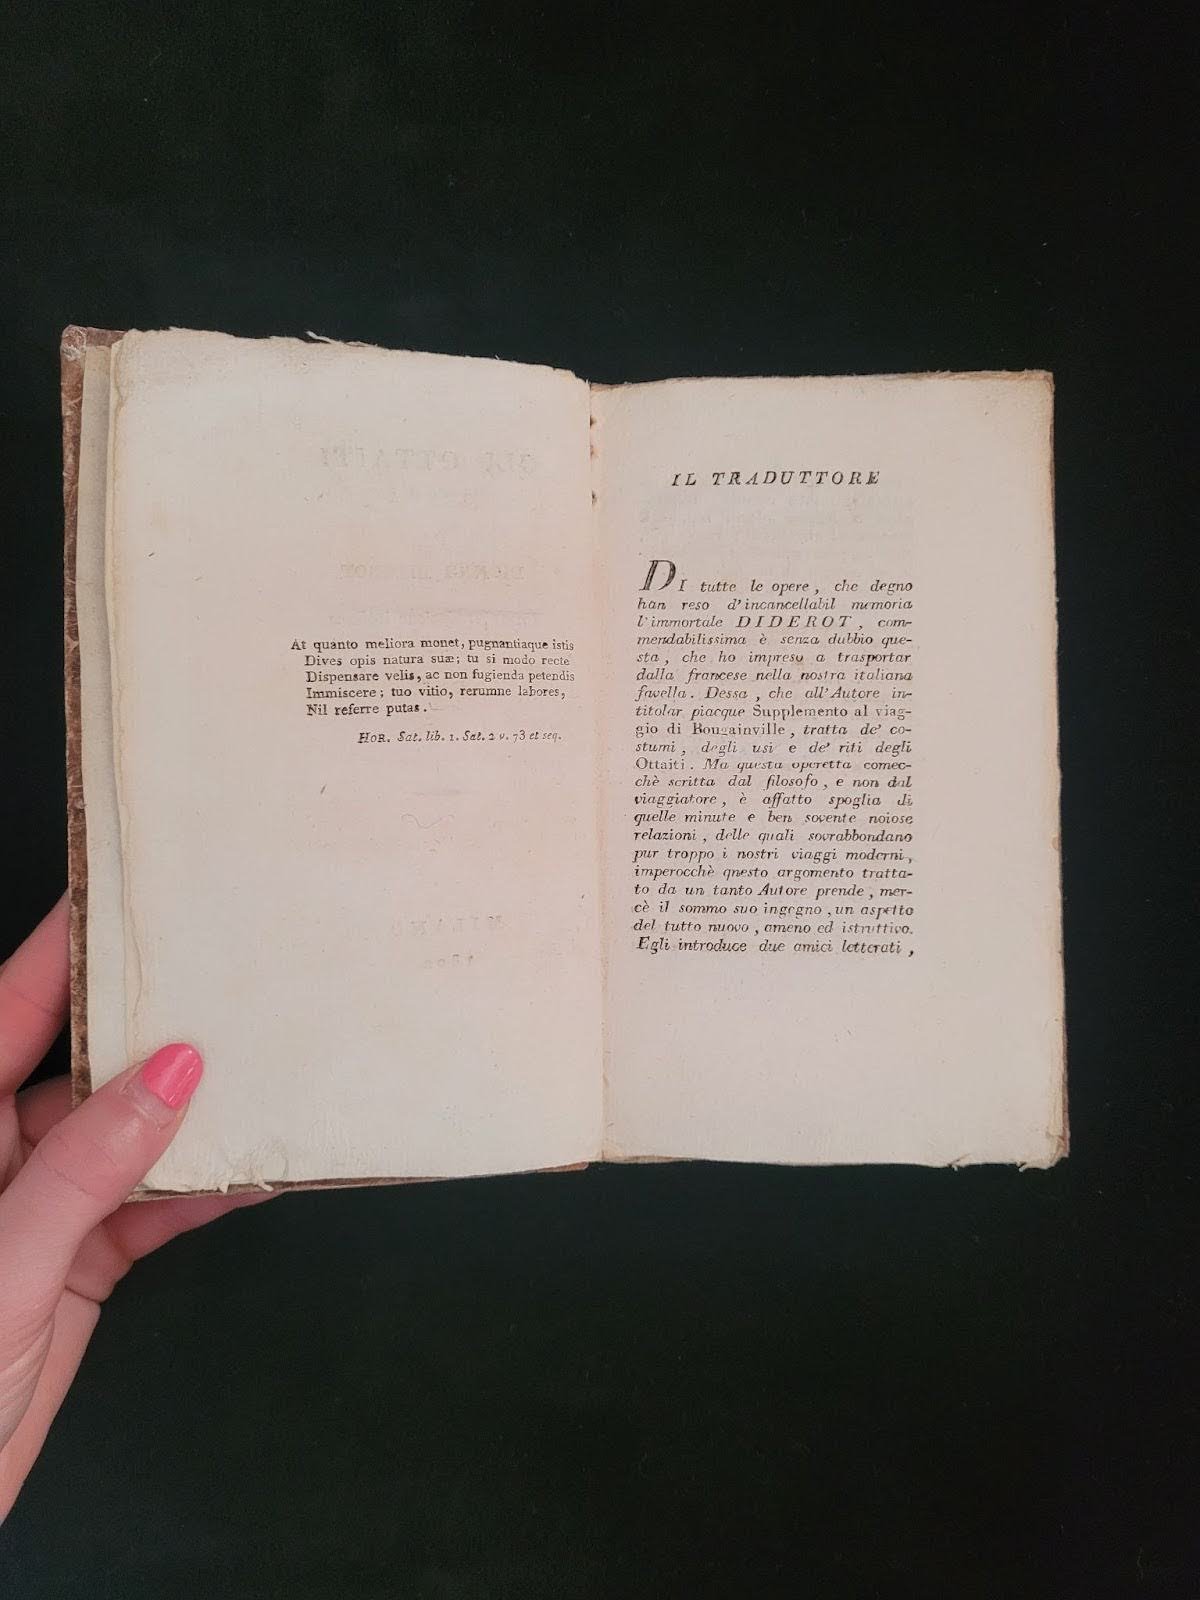 At quanto meliora monet, pugnantiaque istis
Dives opis natura suæ; tu si modo recte
Dispensare velis, ac non fugienda petendis
Immiscere; tuo vitio, rerumne labores,
Nil referre putas.
HOR. Sat. lib. 1. Sat. 2 v. 73 et seq.
IL TRADUTTORE
DI tutte le opere, che degno
han reso d'incancellabil memoria
l'immortale DIDEROT, com-
mendabilissima è senza dubbio que-
sta, che ho impreso a trasportar
dalla francese nella nostra italiana
favella. Dessa, che all'Autore in-
titolar piacque Supplemento al viag-
gio di Bougainville, tratta de' co-
stumi, degli usi e de' riti degli
Ottaiti. Ma questa operetta comec-
chè scritta dal filosofo, e non dal
viaggiatore, è affatto spoglia di
quelle minute e ben sovente noiose
relazioni, delle quali sovrabbondano
pur troppo i nostri viaggi moderni,
imperocchè questo argomento tratta-
to da un tanto Autore prende, mer-
cè il sommo suo ingegno, un aspetto
del tutto nuovo, ameno ed istruttivo.
Egli introduce due amici letterati,